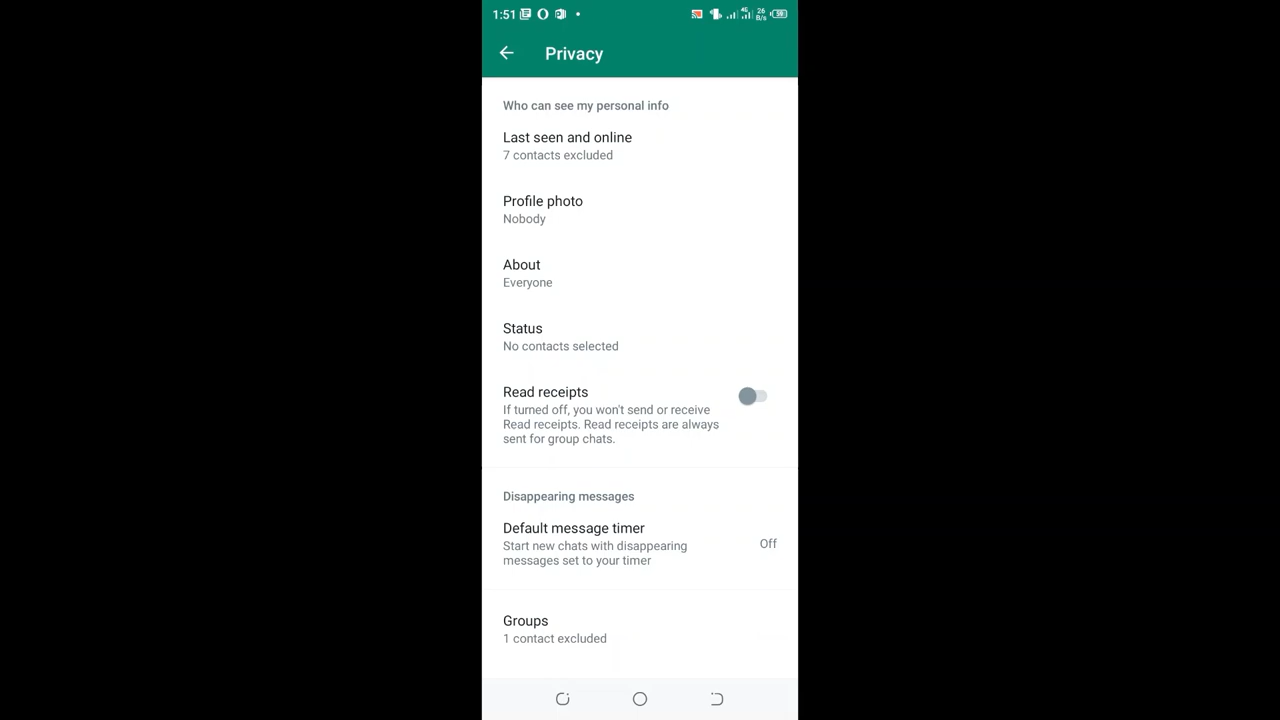 1:51
4G 26 B/s 59
Privacy
Who can see my personal info
Last seen and online
7 contacts excluded
Profile photo
Nobody
About
Everyone
Status
No contacts selected
Read receipts
If turned off, you won't send or receive
Read receipts. Read receipts are always
sent for group chats.
Disappearing messages
Default message timer
Start new chats with disappearing
messages set to your timer
Off
Groups
1 contact excluded